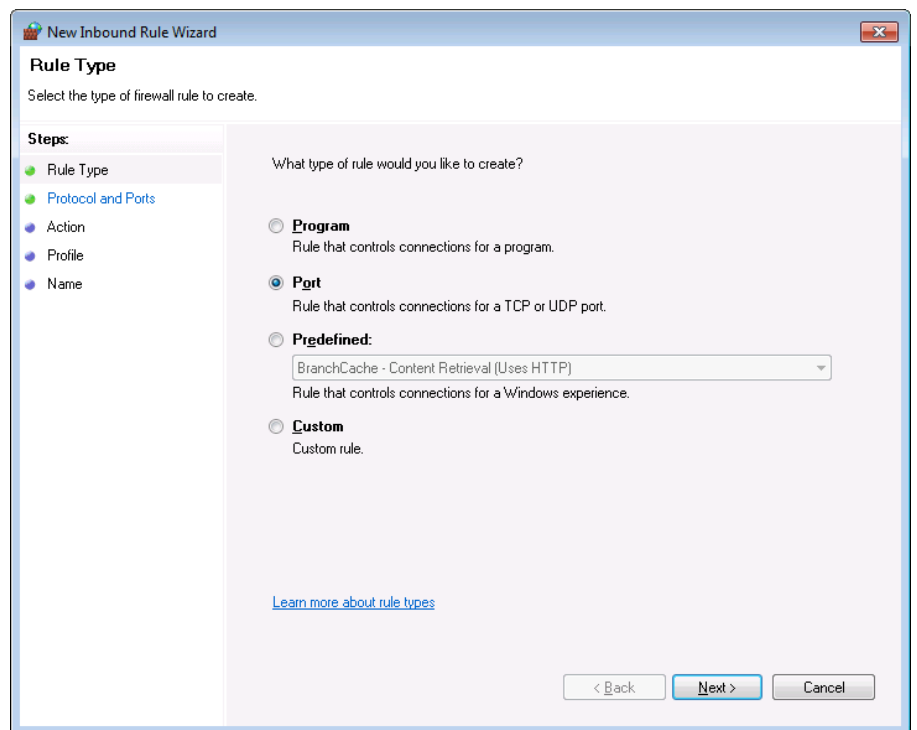 New Inbound Rule Wizard
Rule Type
Select the type of firewall rule to create.
Steps:
Rule Type
Protocol and Ports
Action
Profile
Name
What type of rule would you like to create?
Program
Rule that controls connections for a program.
Port
Rule that controls connections for a TCP or UDP port.
Predefined:
BranchCache - Content Retrieval (Uses HTTP)
Rule that controls connections for a Windows experience.
Custom
Custom rule.
Learn more about rule types
< Back
Next >
Cancel